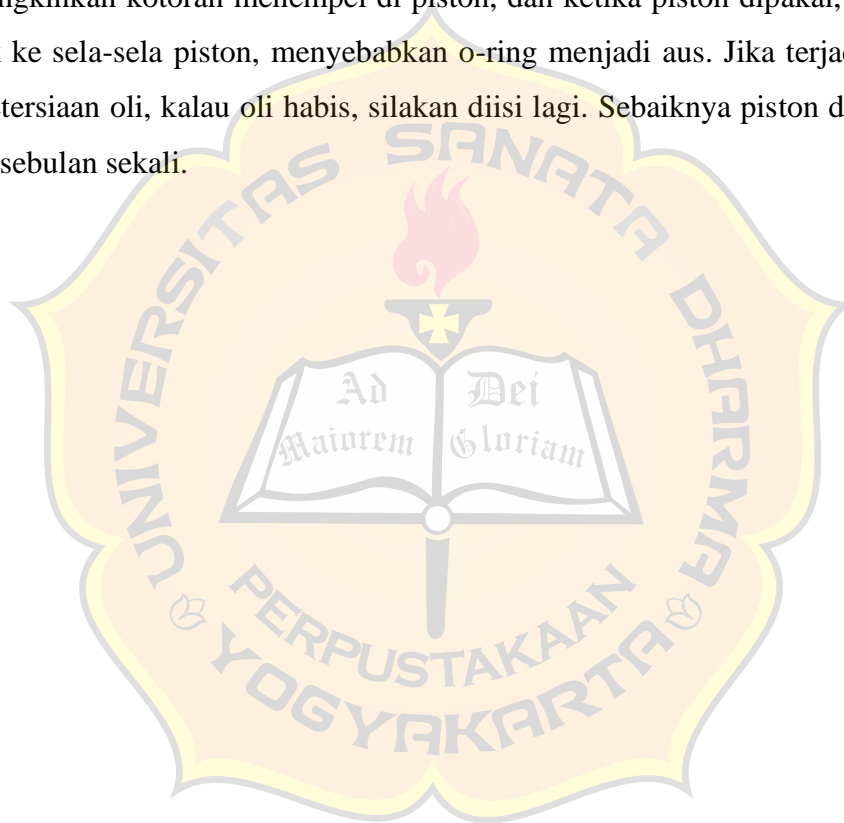 kotoran menempel di piston, dan ketika piston dipakai,
ke sela-sela piston, menyebabkan o-ring menjadi aus. Jika
oli, kalau oli habis, silakan diisi lagi. Sebaiknya piston
sebulan sekali.
UNIVERSITAS SANATA DHARMA
Ad Dei
Maiorem Gloriam
PERPUSTAKAAN
YOGYAKARTA